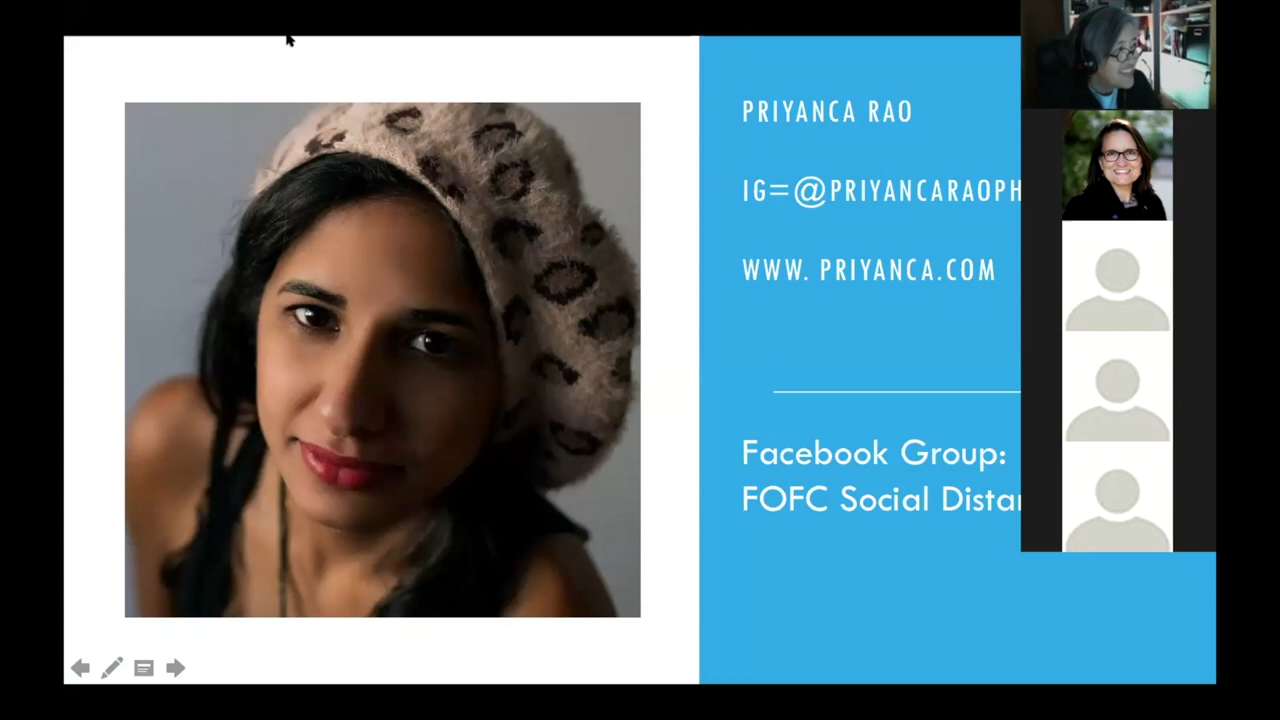 PRIYANCA RAO
IG=@PRIYANCARAOPH
WWW. PRIYANCA.COM
Facebook Group:
FOFC Social Distan